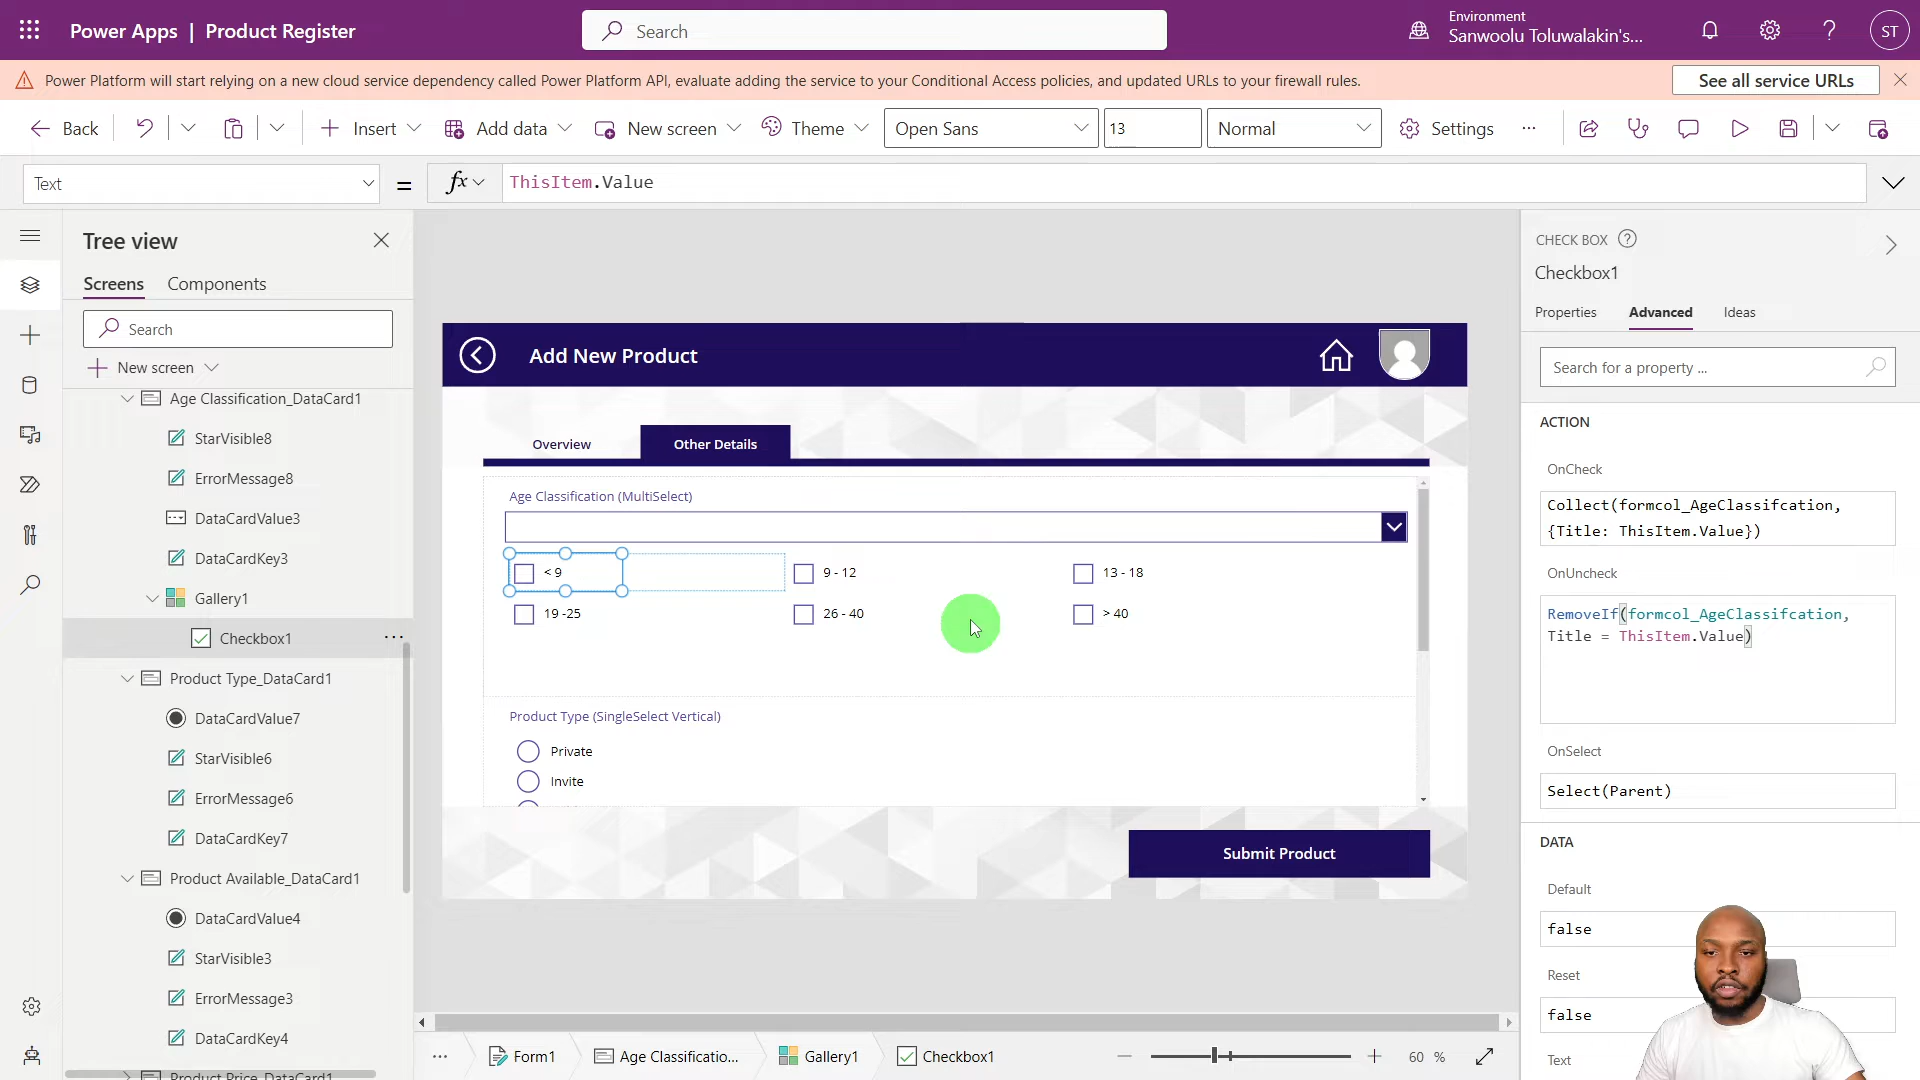 Power Apps | Product Register
Search
Environment
Sanwoolu Toluwalakin's...
ST
Power Platform will start relying on a new cloud service dependency called Power Platform API, evaluate adding the service to your Conditional Access policies, and updated URLs to your firewall rules.
See all service URLs
Back
Insert
Add data
New screen
Theme
Open Sans
13
Normal
Settings
Text
=
fx
ThisItem.Value
Tree view
Screens
Components
Search
New screen
Age Classification_DataCard1
StarVisible8
ErrorMessage8
DataCardValue3
DataCardKey3
Gallery1
Checkbox1
Product Type_DataCard1
DataCardValue7
StarVisible6
ErrorMessage6
DataCardKey7
Product Available_DataCard1
DataCardValue4
StarVisible3
ErrorMessage3
DataCardKey4
Product Price_DataCard1
Add New Product
Overview
Other Details
Age Classification (MultiSelect)
< 9
9 - 12
13 - 18
19 -25
26 - 40
> 40
Product Type (SingleSelect Vertical)
Private
Invite
Submit Product
Form1
Age Classificatio...
Gallery1
Checkbox1
60 %
CHECK BOX
Checkbox1
Properties
Advanced
Ideas
Search for a property ...
ACTION
OnCheck
Collect(formcol_AgeClassifcation,
{Title: ThisItem.Value})
OnUncheck
RemoveIf(formcol_AgeClassifcation,
Title = ThisItem.Value)
OnSelect
Select(Parent)
DATA
Default
false
Reset
false
Text